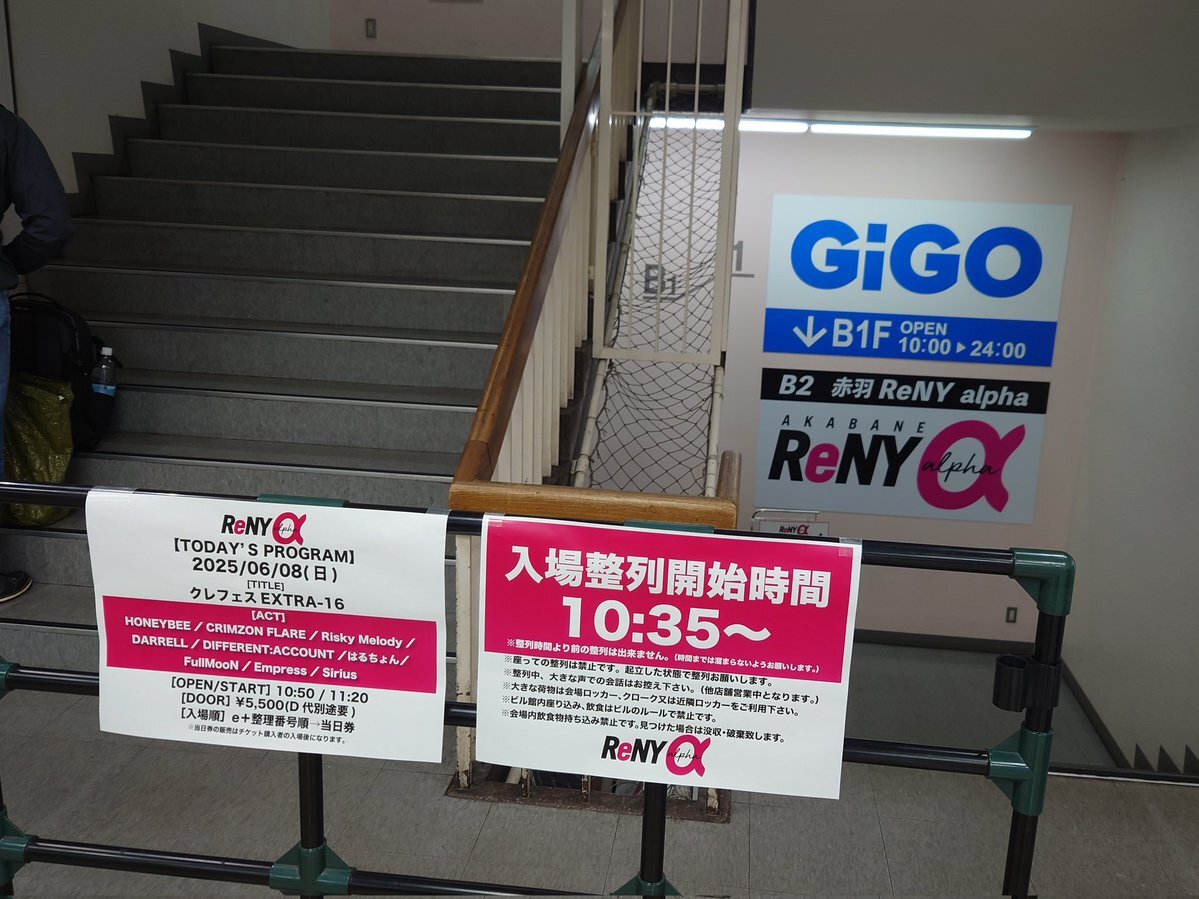 GiGO
↓B1F OPEN
10:00▶24:00
B2 赤羽 ReNY alpha
AKABANE
ReNY α
alpha
B1
1
ReNY α
alpha
【TODAY'S PROGRAM】
2025/06/08(日)
[TITLE]
クレフェス EXTRA-16
[ACT]
HONEYBEE / CRIMZON FLARE / Risky Melody /
DARRELL / DIFFERENT:ACCOUNT / はるちょん /
FullMooN / Empress / Sirius
[OPEN/START] 10:50 / 11:20
[DOOR] ¥5,500(D代別途要)
[入場順] e+整理番号順→当日券
※当日券の販売はチケット購入者の入場後になります。
入場整列開始時間
10:35〜
※整列時間より前の整列は出来ません。(時間までは溜まらないようお願いします。)
※座っての整列は禁止です。起立した状態で整列お願いします。
※整列中、大きな声での会話はお控え下さい。(他店舗営業中となります。)
※大きな荷物は会場ロッカー、クローク又は近隣ロッカーをご利用下さい。
※ビル館内座り込み、飲食はビルのルールで禁止です。
※会場内飲食物持ち込み禁止です。見つけた場合は没収・破棄致します。
ReNY α
alpha
ReNY α